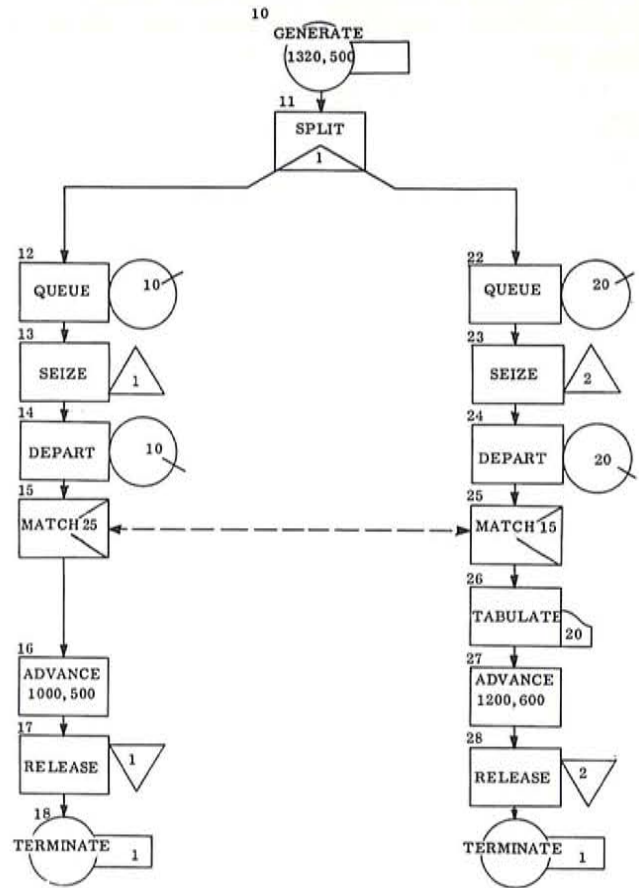 10
GENERATE
1320,500
11
SPLIT
1
12
QUEUE
10
13
SEIZE
1
14
DEPART
10
15
MATCH 25
16
ADVANCE
1000,500
17
RELEASE
1
18
TERMINATE
1
22
QUEUE
20
23
SEIZE
2
24
DEPART
20
25
MATCH 15
26
TABULATE
20
27
ADVANCE
1200,600
28
RELEASE
2
TERMINATE
1